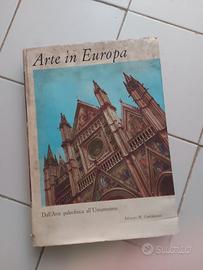 Arte in Europa
Dall'Arte paleolitica all'Umanesimo
subito